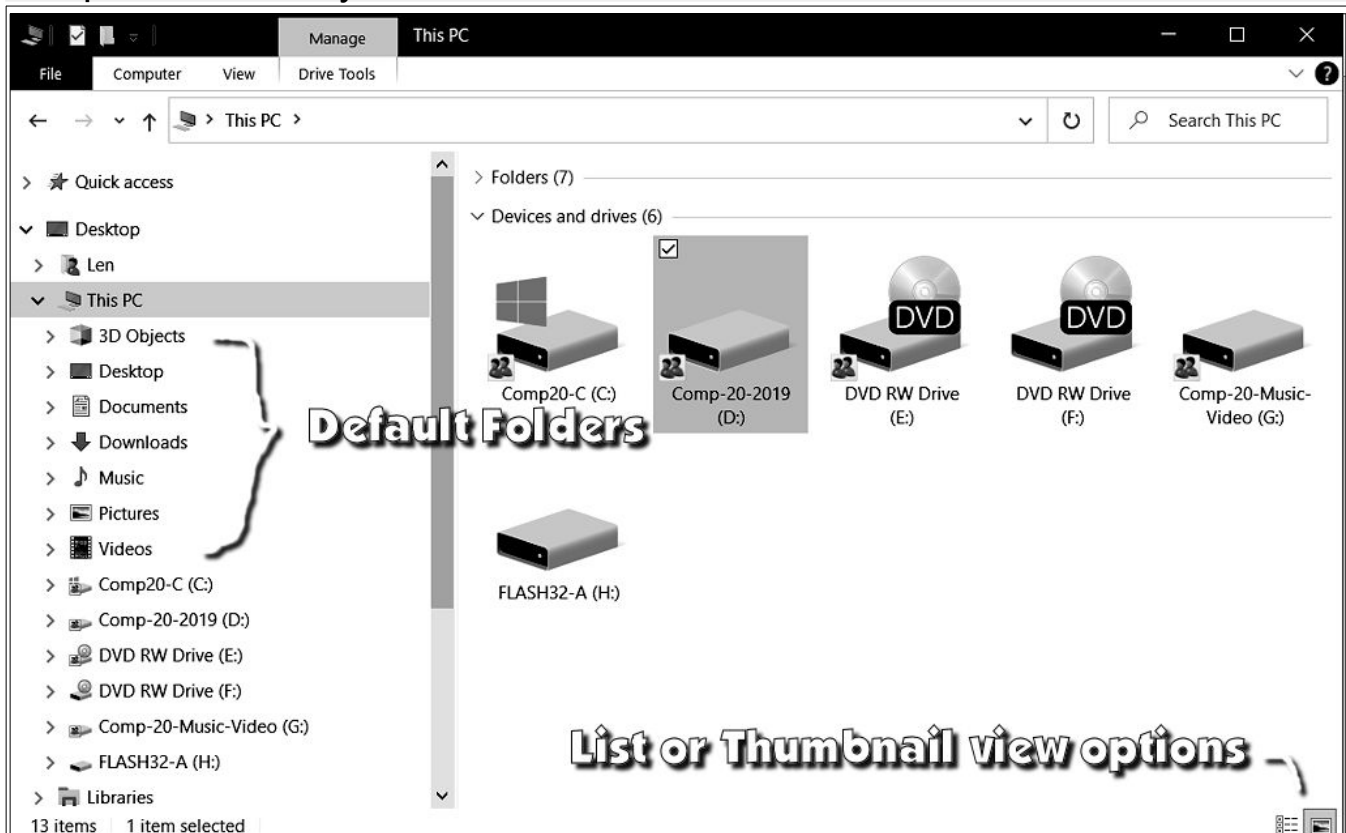 Manage
This PC
File
Computer
View
Drive Tools
This PC
Search This PC
Quick access
Desktop
Len
This PC
3D Objects
Desktop
Documents
Downloads
Music
Pictures
Videos
Comp20-C (C:)
Comp-20-2019 (D:)
DVD RW Drive (E:)
DVD RW Drive (F:)
Comp-20-Music-Video (G:)
FLASH32-A (H:)
Libraries
Default Folders
Folders (7)
Devices and drives (6)
Comp20-C (C:)
Comp-20-2019
(D:)
DVD
DVD RW Drive
(E:)
DVD
DVD RW Drive
(F:)
Comp-20-Music-
Video (G:)
FLASH32-A (H:)
List or Thumbnail view options
13 items
1 item selected